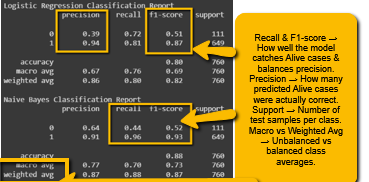 Logistic Regression Classification Report
precision recall f1-score support
0 0.39 0.72 0.51 111
1 0.94 0.81 0.87 649
accuracy 0.80 760
macro avg 0.67 0.76 0.69 760
weighted avg 0.86 0.80 0.82 760
Naive Bayes Classification Report
precision recall f1-score support
0 0.64 0.44 0.52 111
1 0.91 0.96 0.93 649
accuracy 0.88 760
macro avg 0.77 0.70 0.73 760
weighted avg 0.87 0.88 0.87 760
Recall & F1-score →
How well the model
catches Alive cases &
balances precision.
Precision → How many
predicted Alive cases
were actually correct.
Support → Number of
test samples per class.
Macro vs Weighted Avg
→ Unbalanced vs
balanced class
averages.